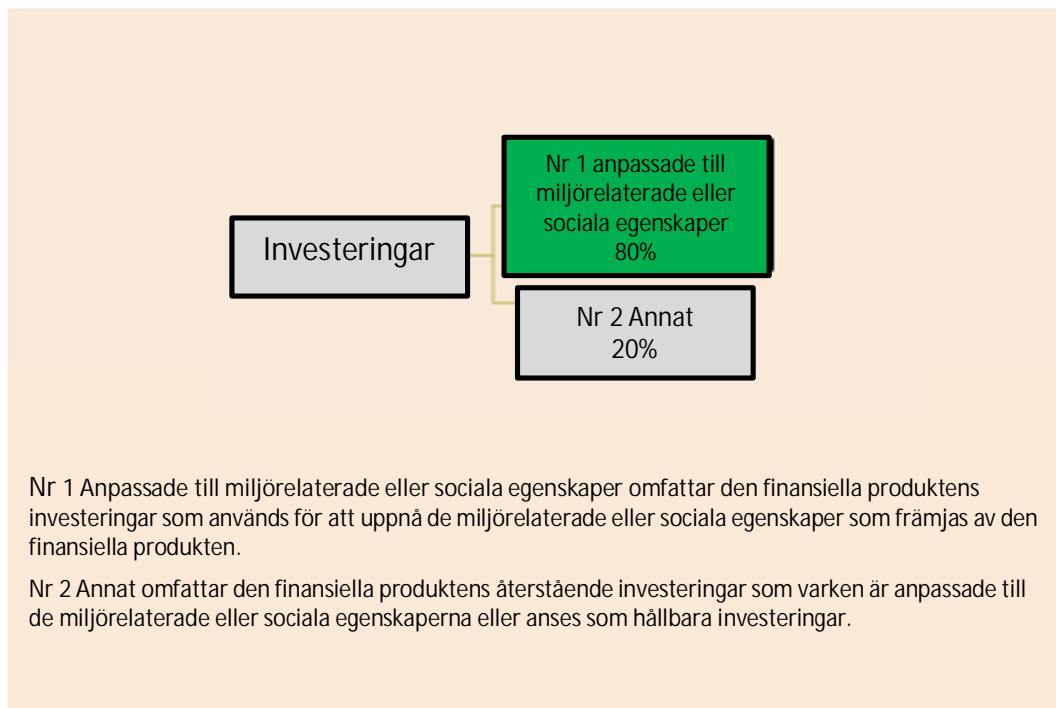 Nr 1 anpassade till
miljörelaterade eller
sociala egenskaper
80%
Investeringar
Nr 2 Annat
20%
Nr 1 Anpassade till miljörelaterade eller sociala egenskaper omfattar den finansiella produktens
investeringar som används för att uppnå de miljörelaterade eller sociala egenskaper som främjas av den
finansiella produkten.
Nr 2 Annat omfattar den finansiella produktens återstående investeringar som varken är anpassade till
de miljörelaterade eller sociala egenskaperna eller anses som hållbara investeringar.